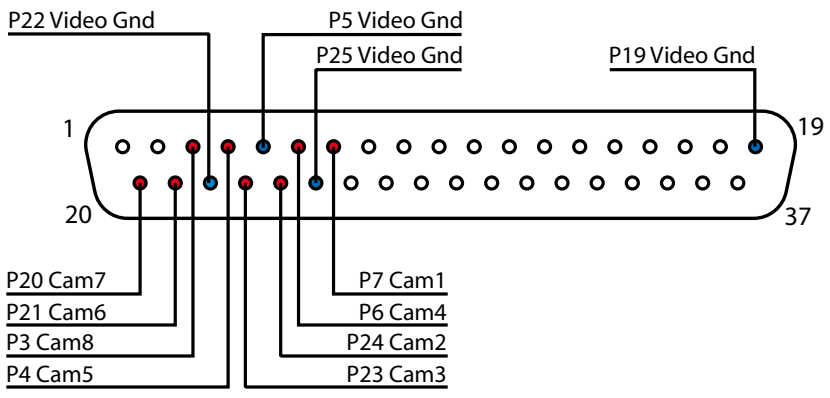 P22 Video Gnd
P5 Video Gnd
P25 Video Gnd
P19 Video Gnd
1
19
20
37
P20 Cam7
P21 Cam6
P3 Cam8
P4 Cam5
P7 Cam1
P6 Cam4
P24 Cam2
P23 Cam3